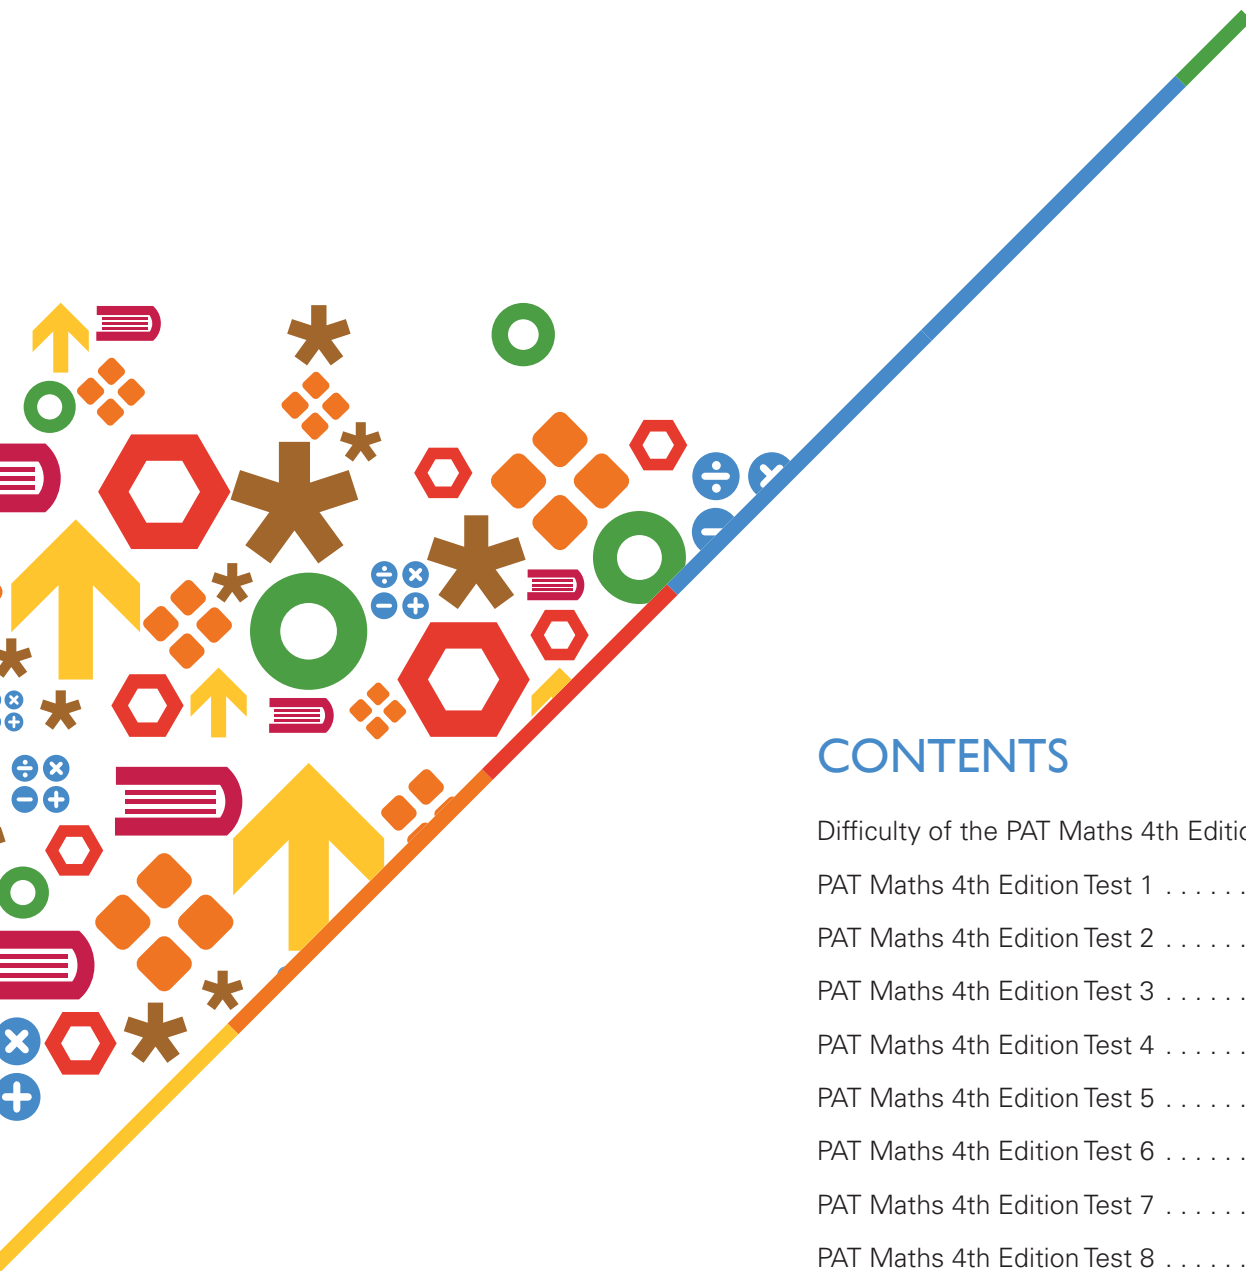 CONTENTS
Difficulty of the PAT Maths 4th
PAT Maths 4th Edition Test 1 . . . . . .
PAT Maths 4th Edition Test 2 . . . . . .
PAT Maths 4th Edition Test 3 . . . . . .
PAT Maths 4th Edition Test 4 . . . . . .
PAT Maths 4th Edition Test 5 . . . . . .
PAT Maths 4th Edition Test 6 . . . . . .
PAT Maths 4th Edition Test 7 . . . . . .
PAT Maths 4th Edition Test 8 . . . . . .